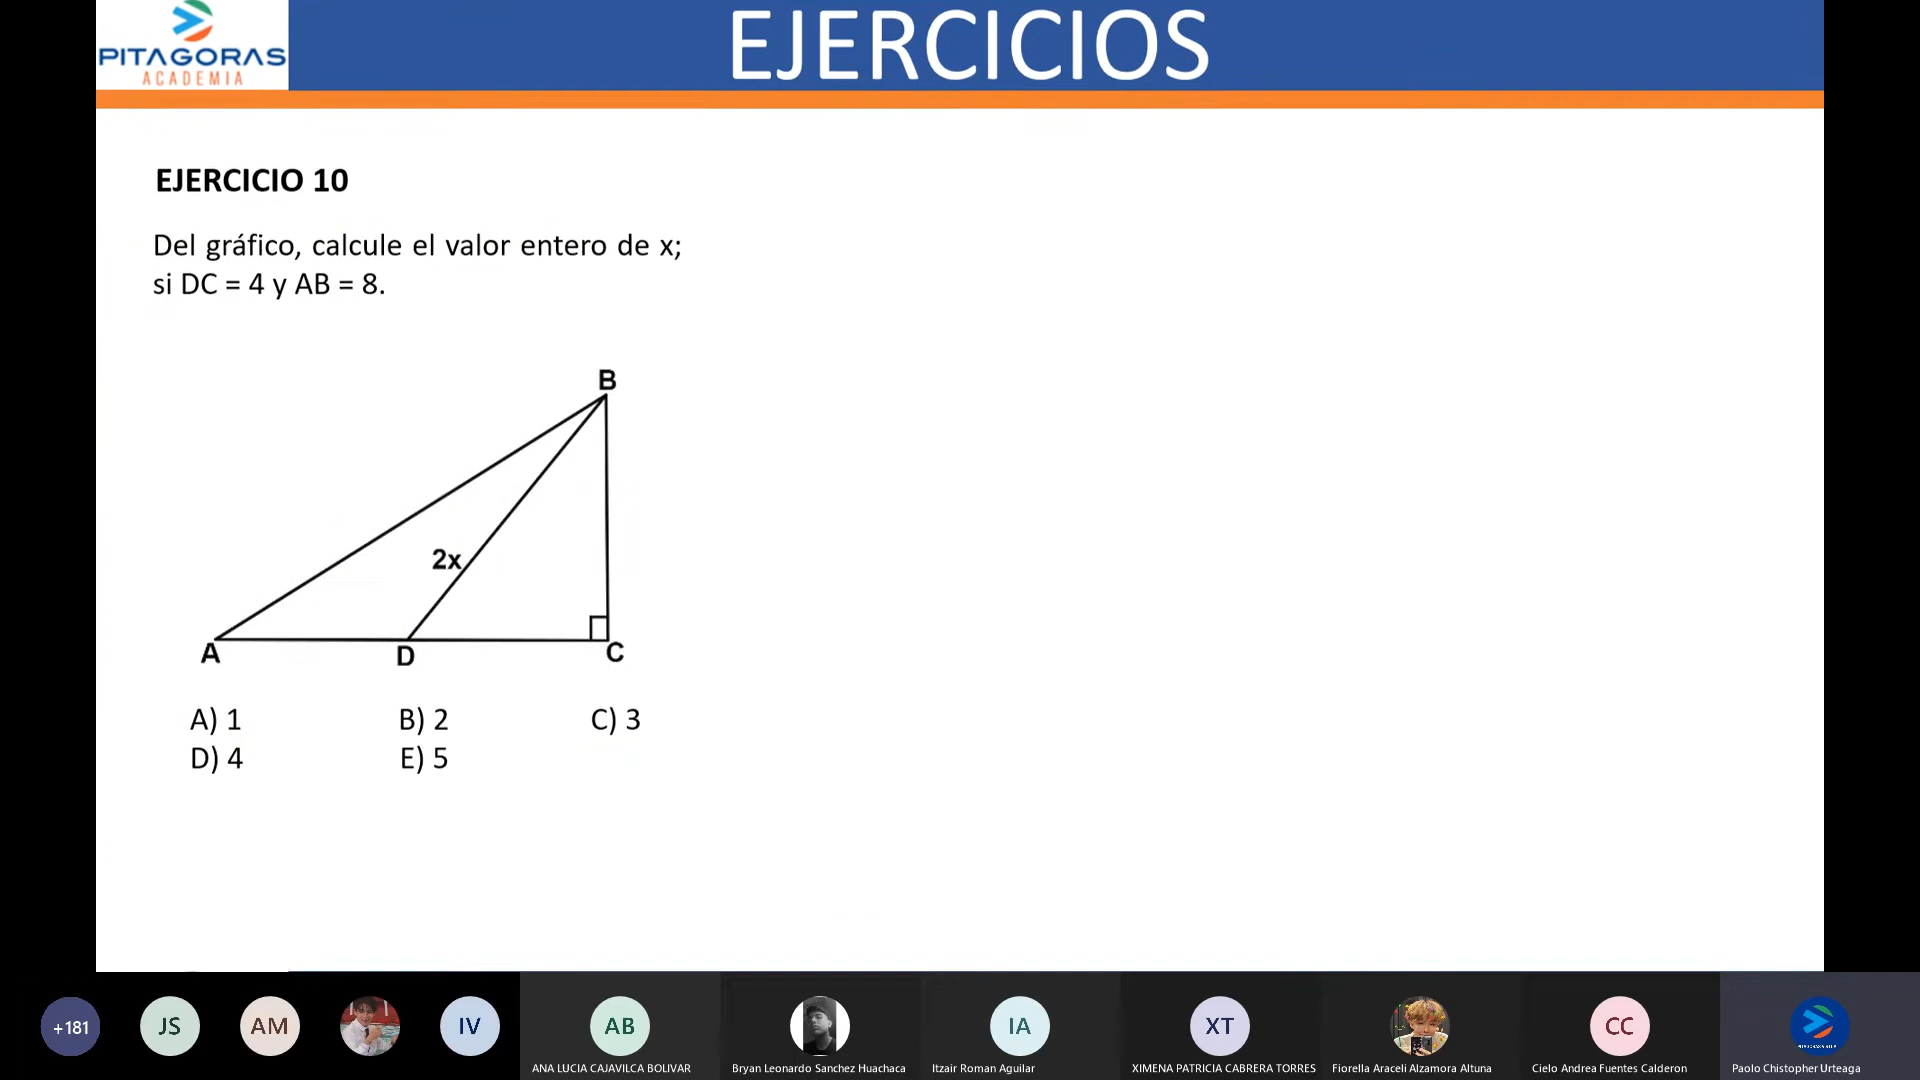 PITAGORAS
ACADEMIA
EJERCICIOS
EJERCICIO 10
Del gráfico, calcule el valor entero de x;
si DC = 4 y AB = 8.
B
2x
A
D
C
A) 1 B) 2 C) 3
D) 4 E) 5
+181
JS
AM
IV
AB
IA
XT
CC
ANA LUCIA CAJAVILCA BOLIVAR
Bryan Leonardo Sanchez Huachaca
Itzair Roman Aguilar
XIMENA PATRICIA CABRERA TORRES
Fiorella Araceli Alzamora Altuna
Cielo Andrea Fuentes Calderon
Paolo Chistopher Urteaga